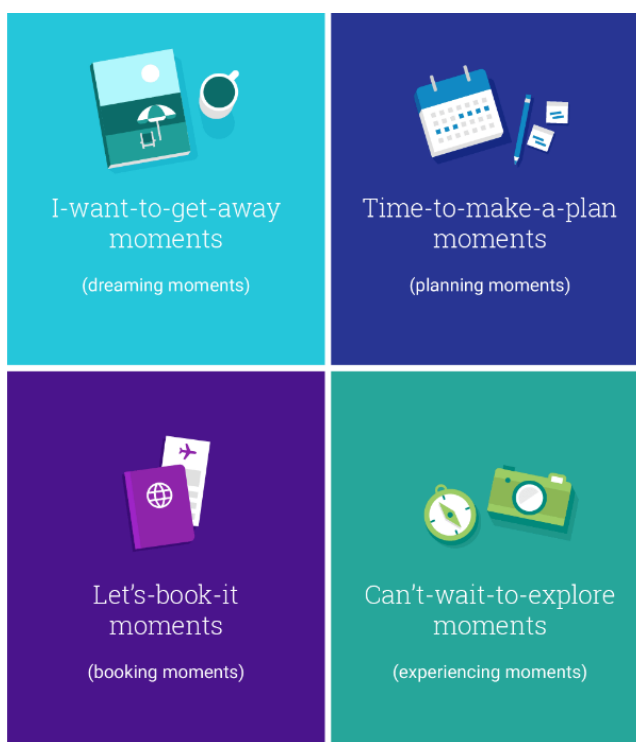 I-want-to-get-away
moments
(dreaming moments)
Time-to-make-a-plan
moments
(planning moments)
Let's-book-it
moments
(booking moments)
Can't-wait-to-explore
moments
(experiencing moments)